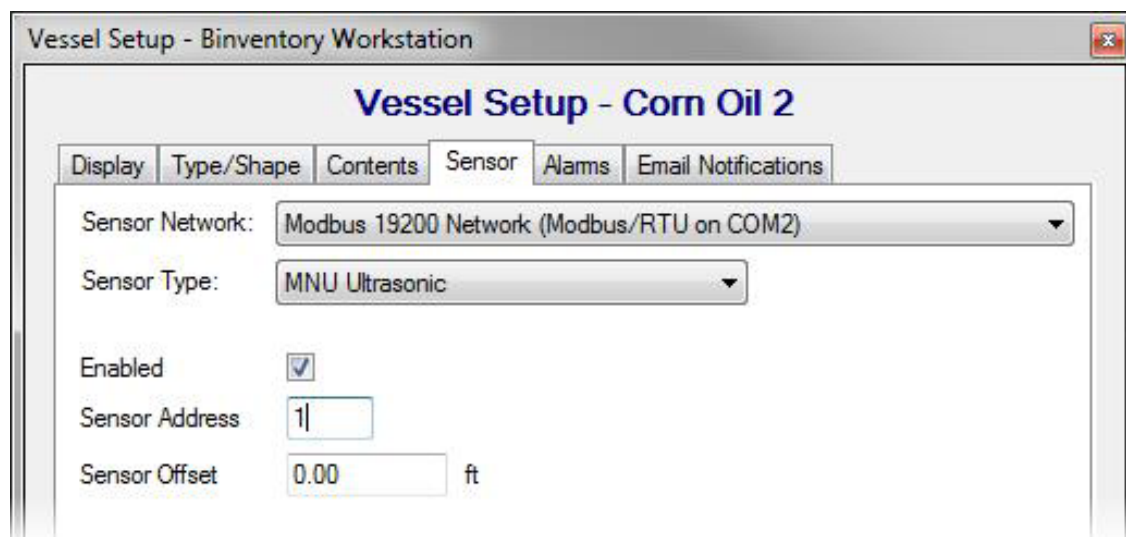 Vessel Setup - Binventory Workstation
Vessel Setup - Corn Oil 2
Display Type/Shape Contents Sensor Alarms Email Notifications
Sensor Network: Modbus 19200 Network (Modbus/RTU on COM2)
Sensor Type: MNU Ultrasonic
Enabled
Sensor Address 1
Sensor Offset 0.00 ft